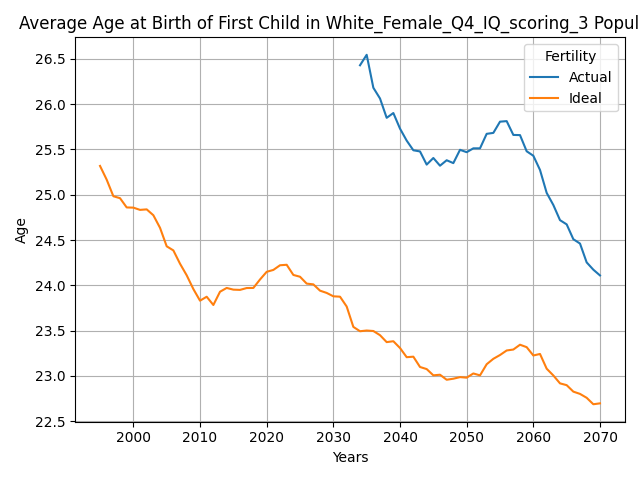 Average Age at Birth of First Child in White_Female_Q4_IQ_scoring_3 Popul
Fertility
Actual
Ideal
26.5
26.0
25.5
25.0
24.5
24.0
23.5
23.0
22.5
Age
2000 2010 2020 2030 2040 2050 2060 2070
Years